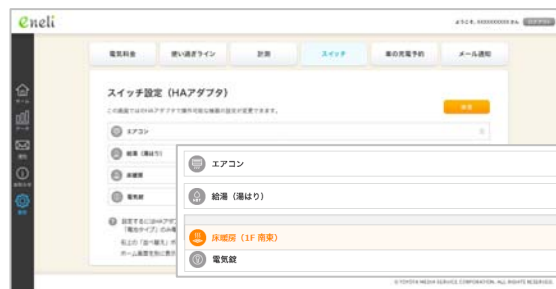 eneli
ようこそ、XXXXXXXXXXさん
電気料金
使い過ぎライン
計測
スイッチ
車の充電予約
メール通知
スイッチ設定（HAアダプタ）
この画面ではHAアダプタで操作可能な機器の設定が変更できます。
エアコン
給湯（湯はり）
床暖房
電気錠
エアコン
給湯（湯はり）
床暖房（1F 南東）
電気錠
© TOYOTA MEDIA SERVICE CORPORATION, ALL RIGHTS RESERVED.